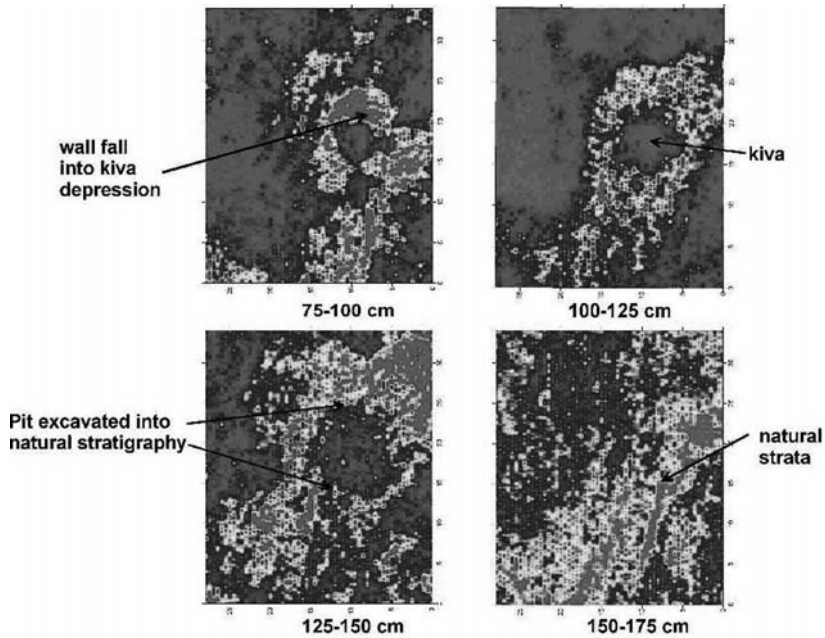 wall fall
into kiva
depression
kiva
75-100 cm
100-125 cm
Pit excavated into
natural stratigraphy
natural
strata
125-150 cm
150-175 cm